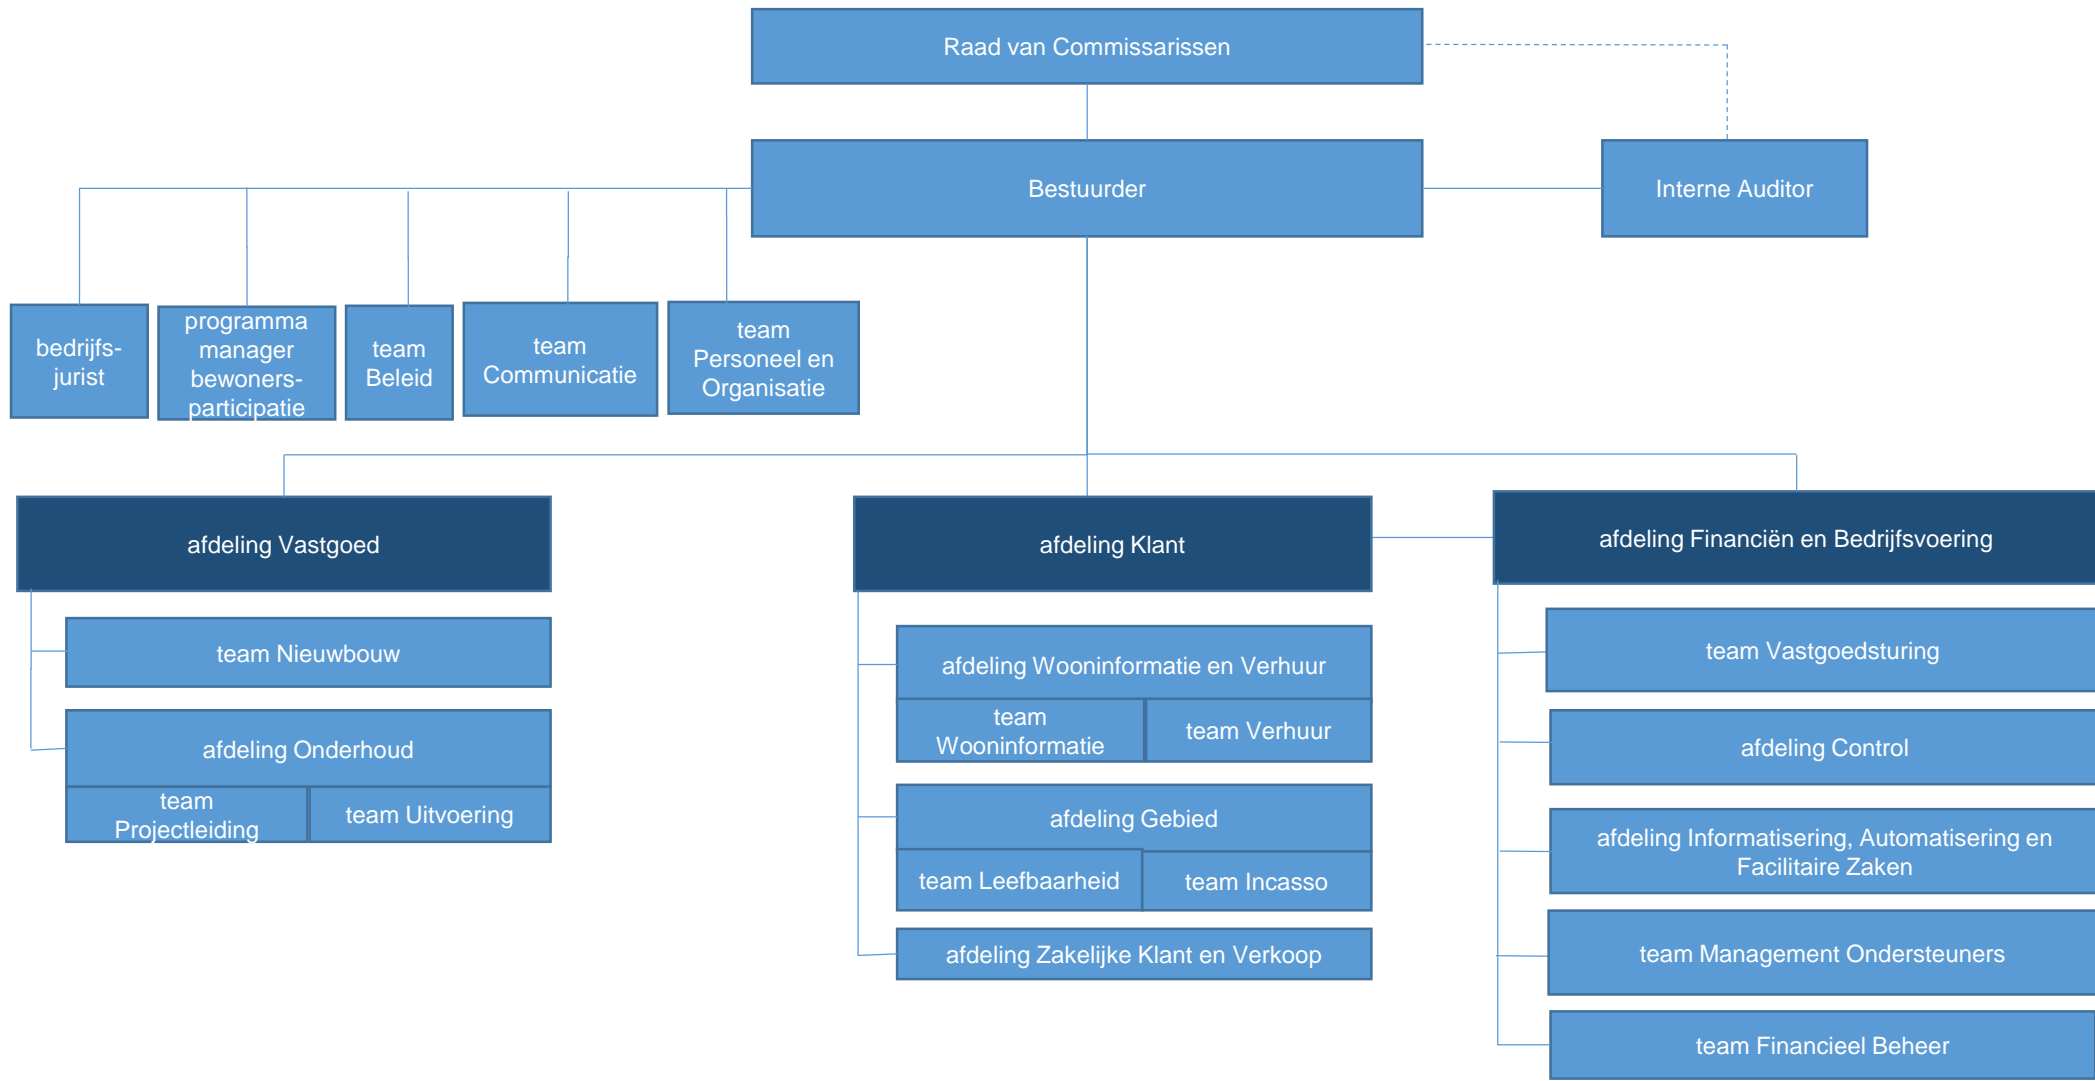 Raad van Commissarissen
Bestuurder
Interne Auditor
bedrijfs-
jurist
programma
manager
bewoners-
participatie
team
Beleid
team
Communicatie
team
Personeel en
Organisatie
afdeling Vastgoed
afdeling Klant
afdeling Financiën en Bedrijfsvoering
team Nieuwbouw
afdeling Onderhoud
team
Projectleiding
team Uitvoering
afdeling Wooninformatie en Verhuur
team
Wooninformatie
team Verhuur
afdeling Gebied
team Leefbaarheid
team Incasso
afdeling Zakelijke Klant en Verkoop
team Vastgoedsturing
afdeling Control
afdeling Informatisering, Automatisering en
Facilitaire Zaken
team Management Ondersteuners
team Financieel Beheer